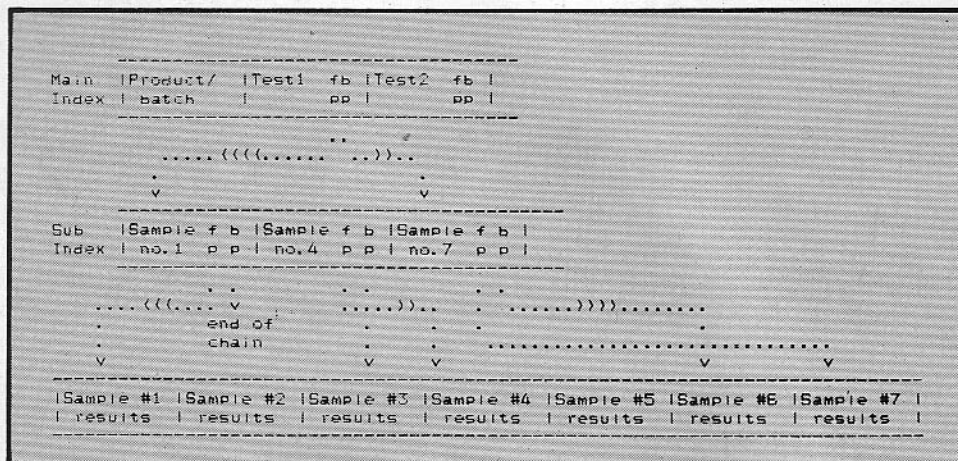 Main |Product/ |Test1 fb |Test2 fb |
Index | batch | pp | pp |
Sub |Sample f b |Sample f b |Sample f b |
Index | no.1 p p | no.4 p p | no.7 p p |
end of
chain
|Sample #1 |Sample #2 |Sample #3 |Sample #4 |Sample #5 |Sample #6 |Sample #7 |
| results | results | results | results | results | results | results |